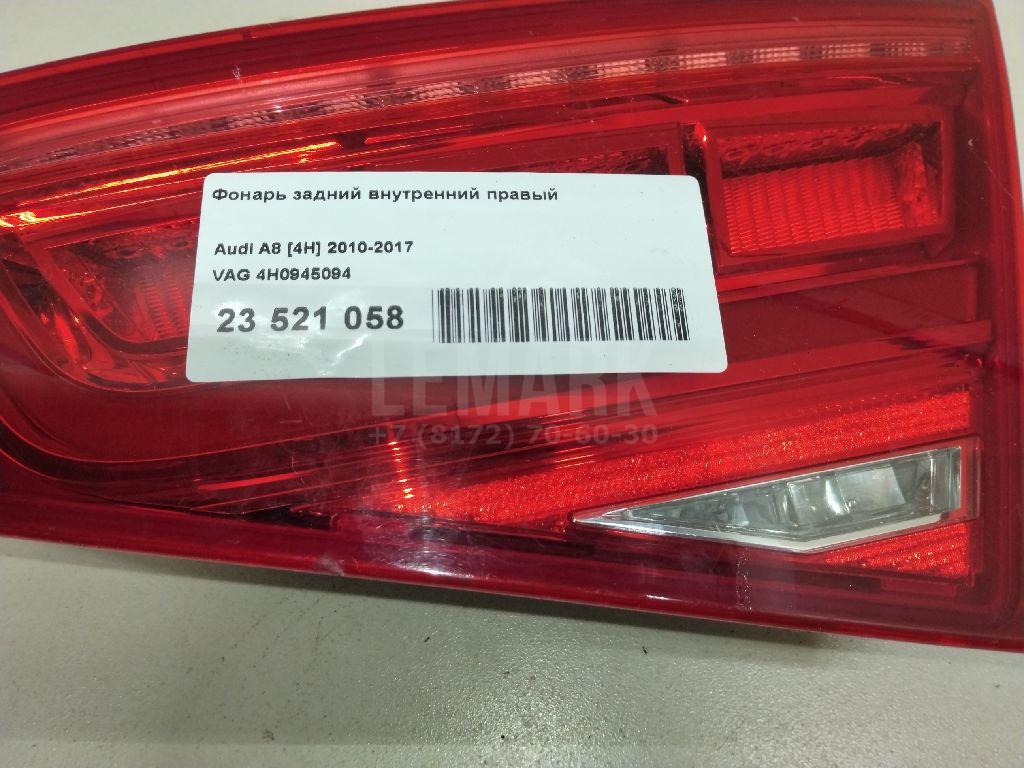 Фонарь задний внутренний правый
Audi A8 [4H] 2010-2017
VAG 4H0945094
23 521 058
LEMARK
+7 (8172) 70-60-30